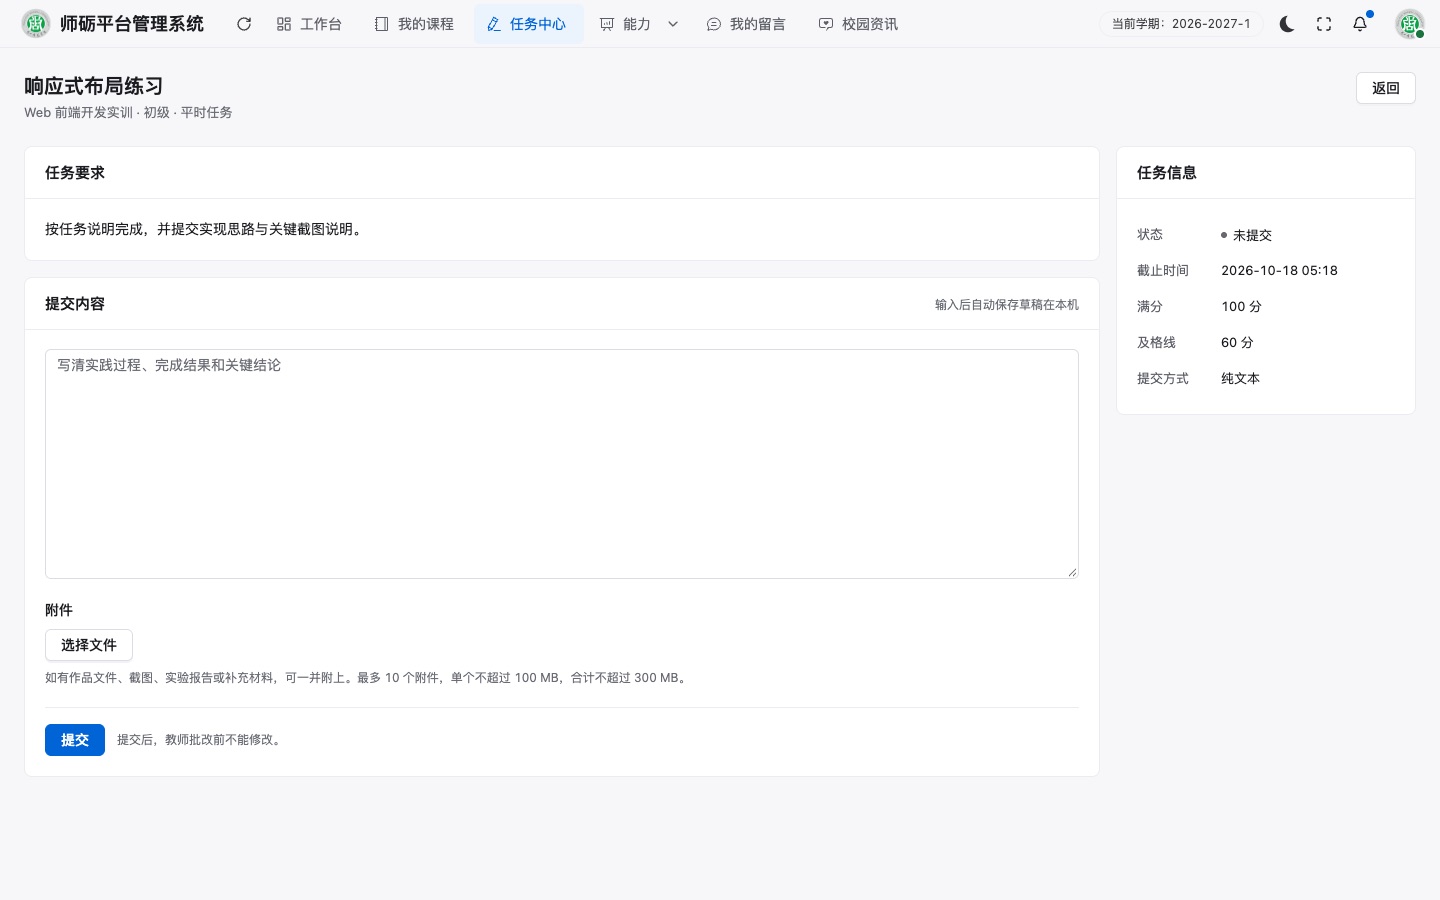 师砺平台管理系统
工作台
我的课程
任务中心
能力
我的留言
校园资讯
当前学期：2026-2027-1
响应式布局练习
Web 前端开发实训 · 初级 · 平时任务
返回
任务要求
按任务说明完成，并提交实现思路与关键截图说明。
提交内容
输入后自动保存草稿在本机
写清实践过程、完成结果和关键结论
附件
选择文件
如有作品文件、截图、实验报告或补充材料，可一并附上。最多 10 个附件，单个不超过 100 MB，合计不超过 300 MB。
提交
提交后，教师批改前不能修改。
任务信息
状态 未提交
截止时间 2026-10-18 05:18
满分 100 分
及格线 60 分
提交方式 纯文本